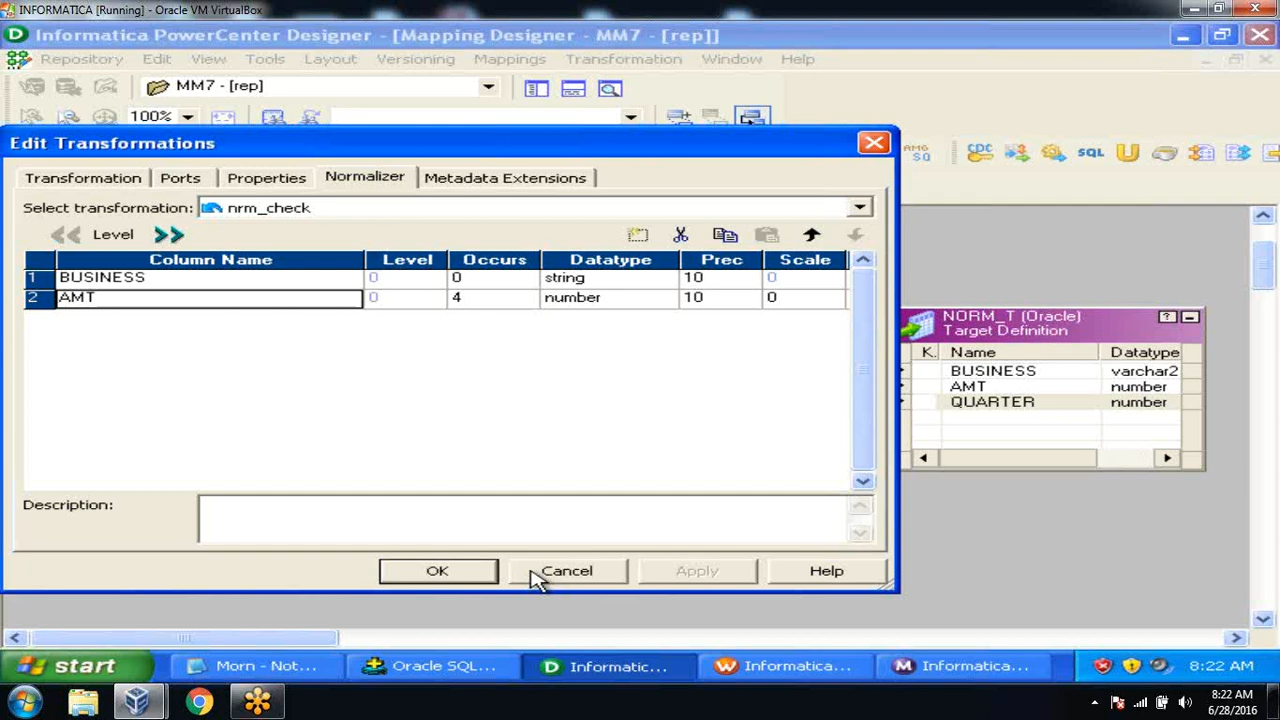 INFORMATICA [Running] - Oracle VM VirtualBox
Informatica PowerCenter Designer - [Mapping Designer - MM7 - [rep]]
Repository Edit View Tools Layout Versioning Mappings Transformation Window Help
MM7 - [rep]
100%
Edit Transformations
SQ
CDC
SQL
Transformation Ports Properties Normalizer Metadata Extensions
Select transformation: nrm_check
Level
Column Name Level Occurs Datatype Prec Scale
1 BUSINESS 0 0 string 10 0
2 AMT 0 4 number 10 0
NORM_T (Oracle)
Target Definition
K. Name Datatype
BUSINESS varchar2
AMT number
QUARTER number
Description:
OK Cancel Apply Help
start Morn - Not... Oracle SQL... Informatic... Informatica... Informatica... 8:22 AM
8:22 AM
6/28/2016